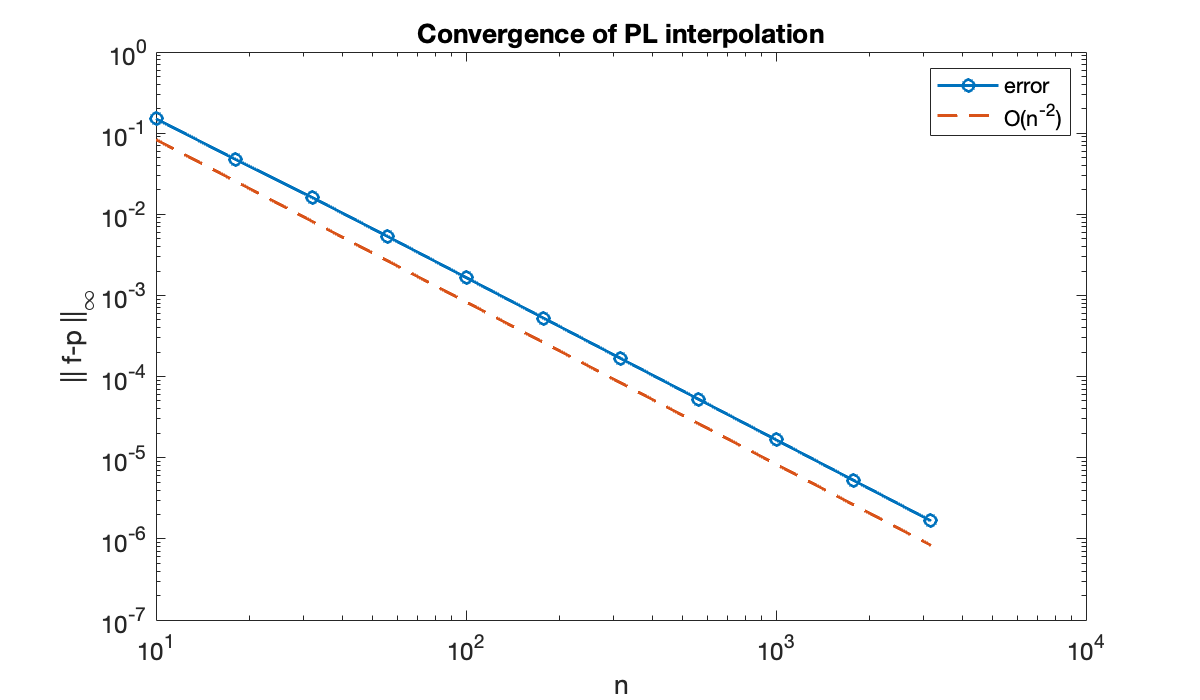 Convergence of PL interpolation
10^0
10^-1
10^-2
10^-3
10^-4
10^-5
10^-6
10^-7
|| f-p ||_∞
error
O(n^-2)
10^1 10^2 10^3 10^4
n